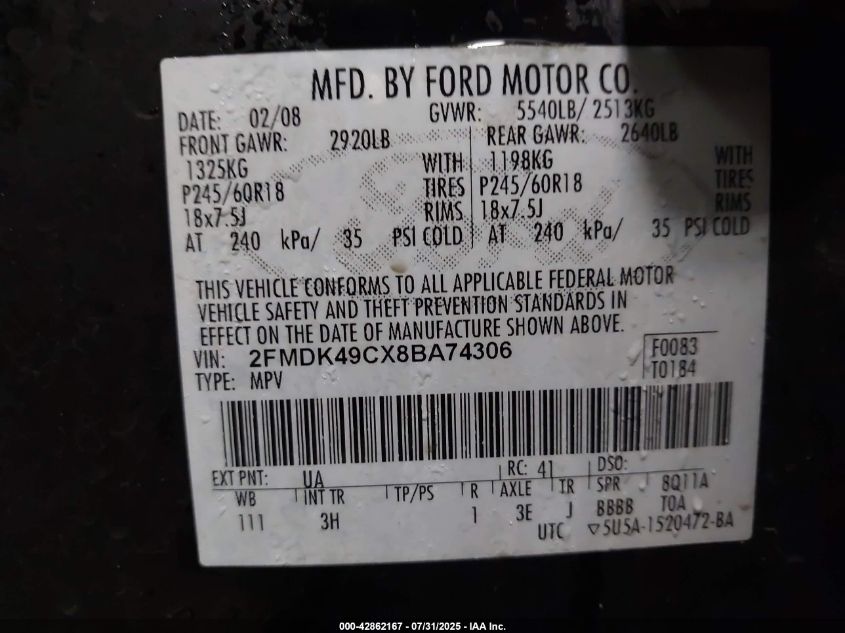 MFD. BY FORD MOTOR CO.
DATE: 02/08 GVWR: 5540LB/ 2513KG
FRONT GAWR: 2920LB REAR GAWR: 2640LB
1325KG WITH 1198KG WITH
P245/60R18 TIRES P245/60R18 TIRES
18x7.5J RIMS 18x7.5J RIMS
AT 240 kPa/ 35 PSI COLD AT 240 kPa/ 35 PSI COLD
THIS VEHICLE CONFORMS TO ALL APPLICABLE FEDERAL MOTOR
VEHICLE SAFETY AND THEFT PREVENTION STANDARDS IN
EFFECT ON THE DATE OF MANUFACTURE SHOWN ABOVE.
VIN: 2FMDK49CX8BA74306 F0083
TYPE: MPV T0184
EXT PNT: UA RC: 41 DSO:
WB INT TR TP/PS R AXLE TR SPR 8Q11A
111 3H 1 3E J BBBB TOA
UTC ▽5U5A-1520472-BA
000-42862167 - 07/31/2025 - IAA Inc.